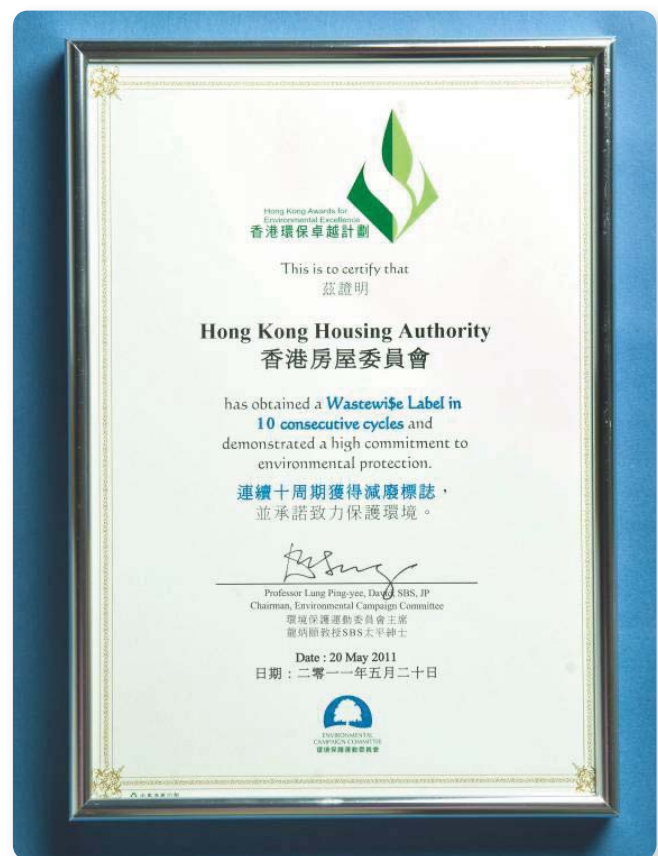 Hong Kong Awards for
Environmental Excellence
香港環保卓越計劃
This is to certify that
茲證明
Hong Kong Housing Authority
香港房屋委員會
has obtained a Wastewi$e Label in
10 consecutive cycles and
demonstrated a high commitment to
environmental protection.
連續十周期獲得減廢標誌，
並承諾致力保護環境。
Professor Lung Ping-yee, David, SBS, JP
Chairman, Environmental Campaign Committee
環境保護運動委員會主席
龍炳頤教授SBS太平紳士
Date : 20 May 2011
日期：二零一一年五月二十日
ENVIRONMENTAL
CAMPAIGN COMMITTEE
環境保護運動委員會